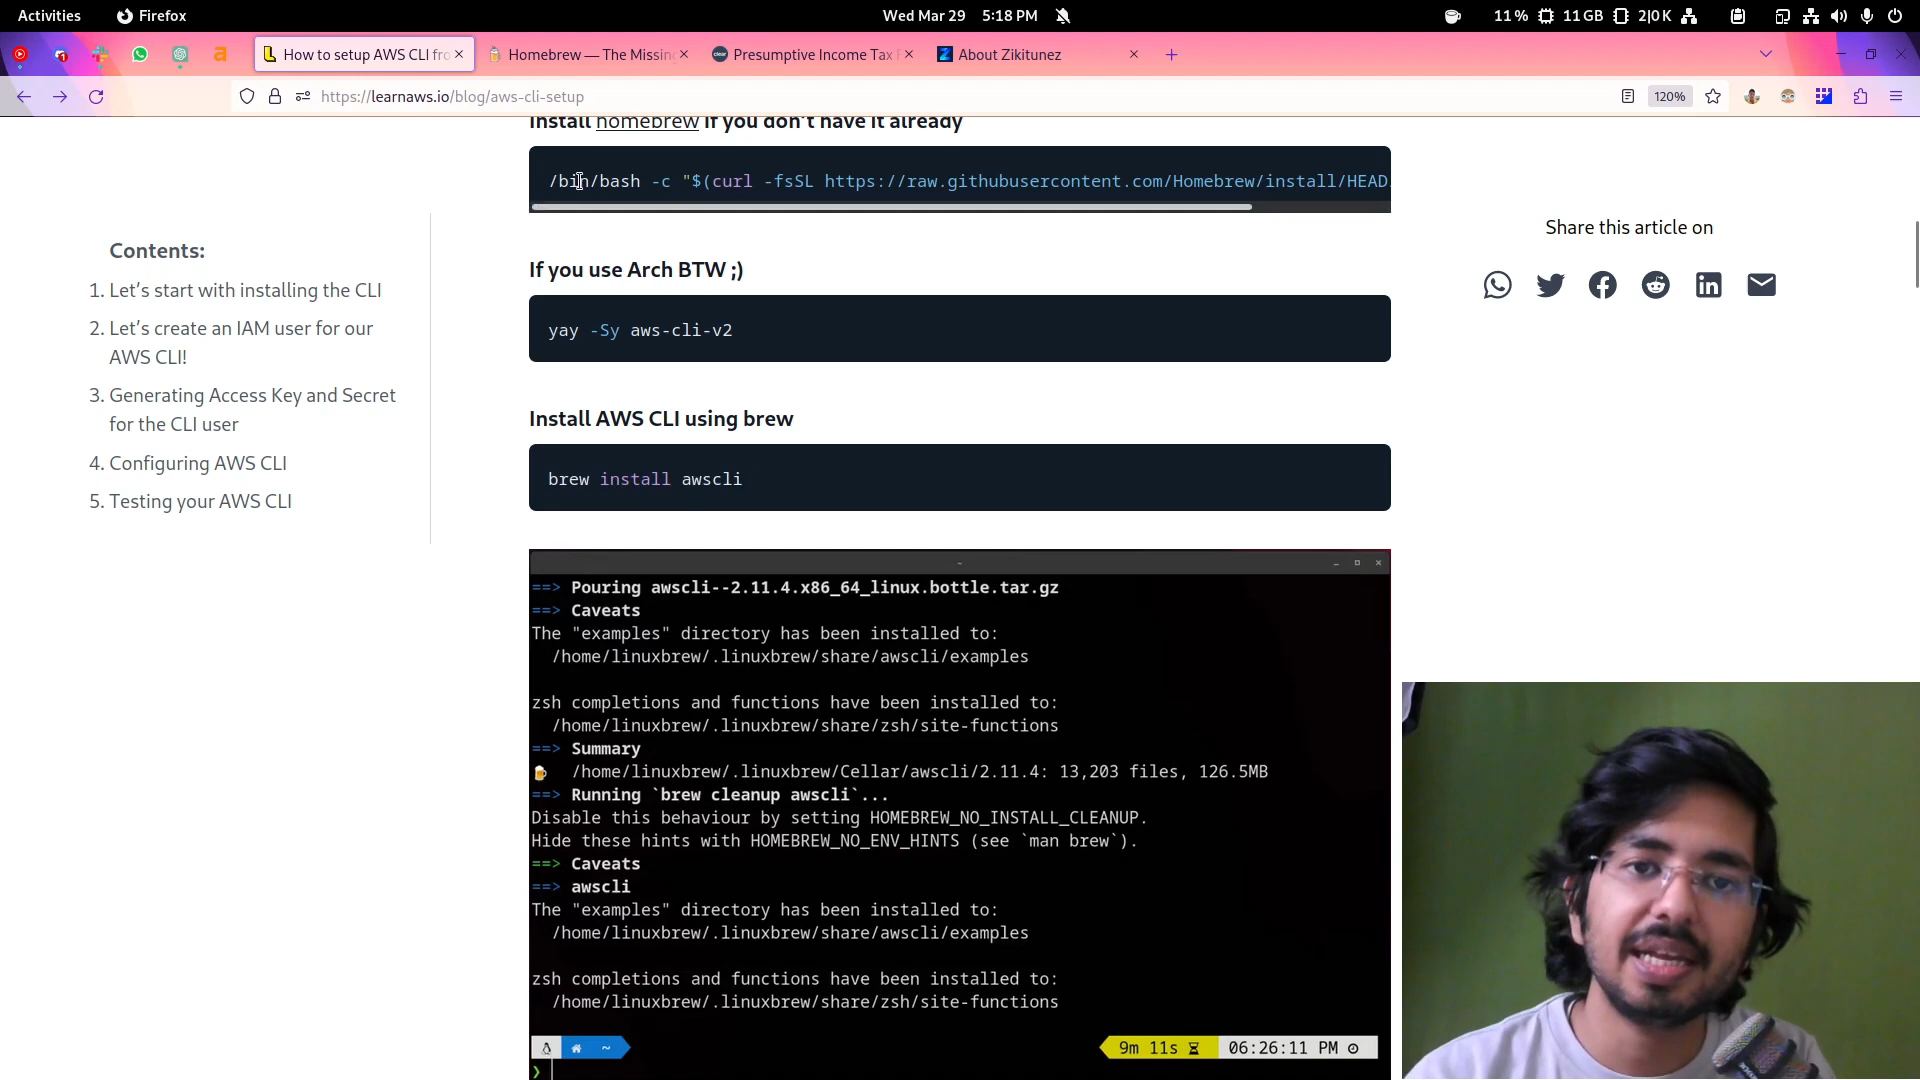 Activities
Firefox
Wed Mar 29 5:18 PM
11 % 11 GB 2|0 K
How to setup AWS CLI fro
Homebrew — The Missin
Presumptive Income Tax F
About Zikitunez
https://learnaws.io/blog/aws-cli-setup
120%
Install homebrew if you don't have it already
/bin/bash -c "$(curl -fsSL https://raw.githubusercontent.com/Homebrew/install/HEAD
Contents:
1. Let's start with installing the CLI
2. Let's create an IAM user for our
AWS CLI!
3. Generating Access Key and Secret
for the CLI user
4. Configuring AWS CLI
5. Testing your AWS CLI
If you use Arch BTW ;)
yay -Sy aws-cli-v2
Install AWS CLI using brew
brew install awscli
==> Pouring awscli--2.11.4.x86_64_linux.bottle.tar.gz
==> Caveats
The "examples" directory has been installed to:
/home/linuxbrew/.linuxbrew/share/awscli/examples
zsh completions and functions have been installed to:
/home/linuxbrew/.linuxbrew/share/zsh/site-functions
==> Summary
/home/linuxbrew/.linuxbrew/Cellar/awscli/2.11.4: 13,203 files, 126.5MB
==> Running `brew cleanup awscli`...
Disable this behaviour by setting HOMEBREW_NO_INSTALL_CLEANUP.
Hide these hints with HOMEBREW_NO_ENV_HINTS (see `man brew`).
==> Caveats
==> awscli
The "examples" directory has been installed to:
/home/linuxbrew/.linuxbrew/share/awscli/examples
zsh completions and functions have been installed to:
/home/linuxbrew/.linuxbrew/share/zsh/site-functions
~ 9m 11s 06:26:11 PM
❯
Share this article on